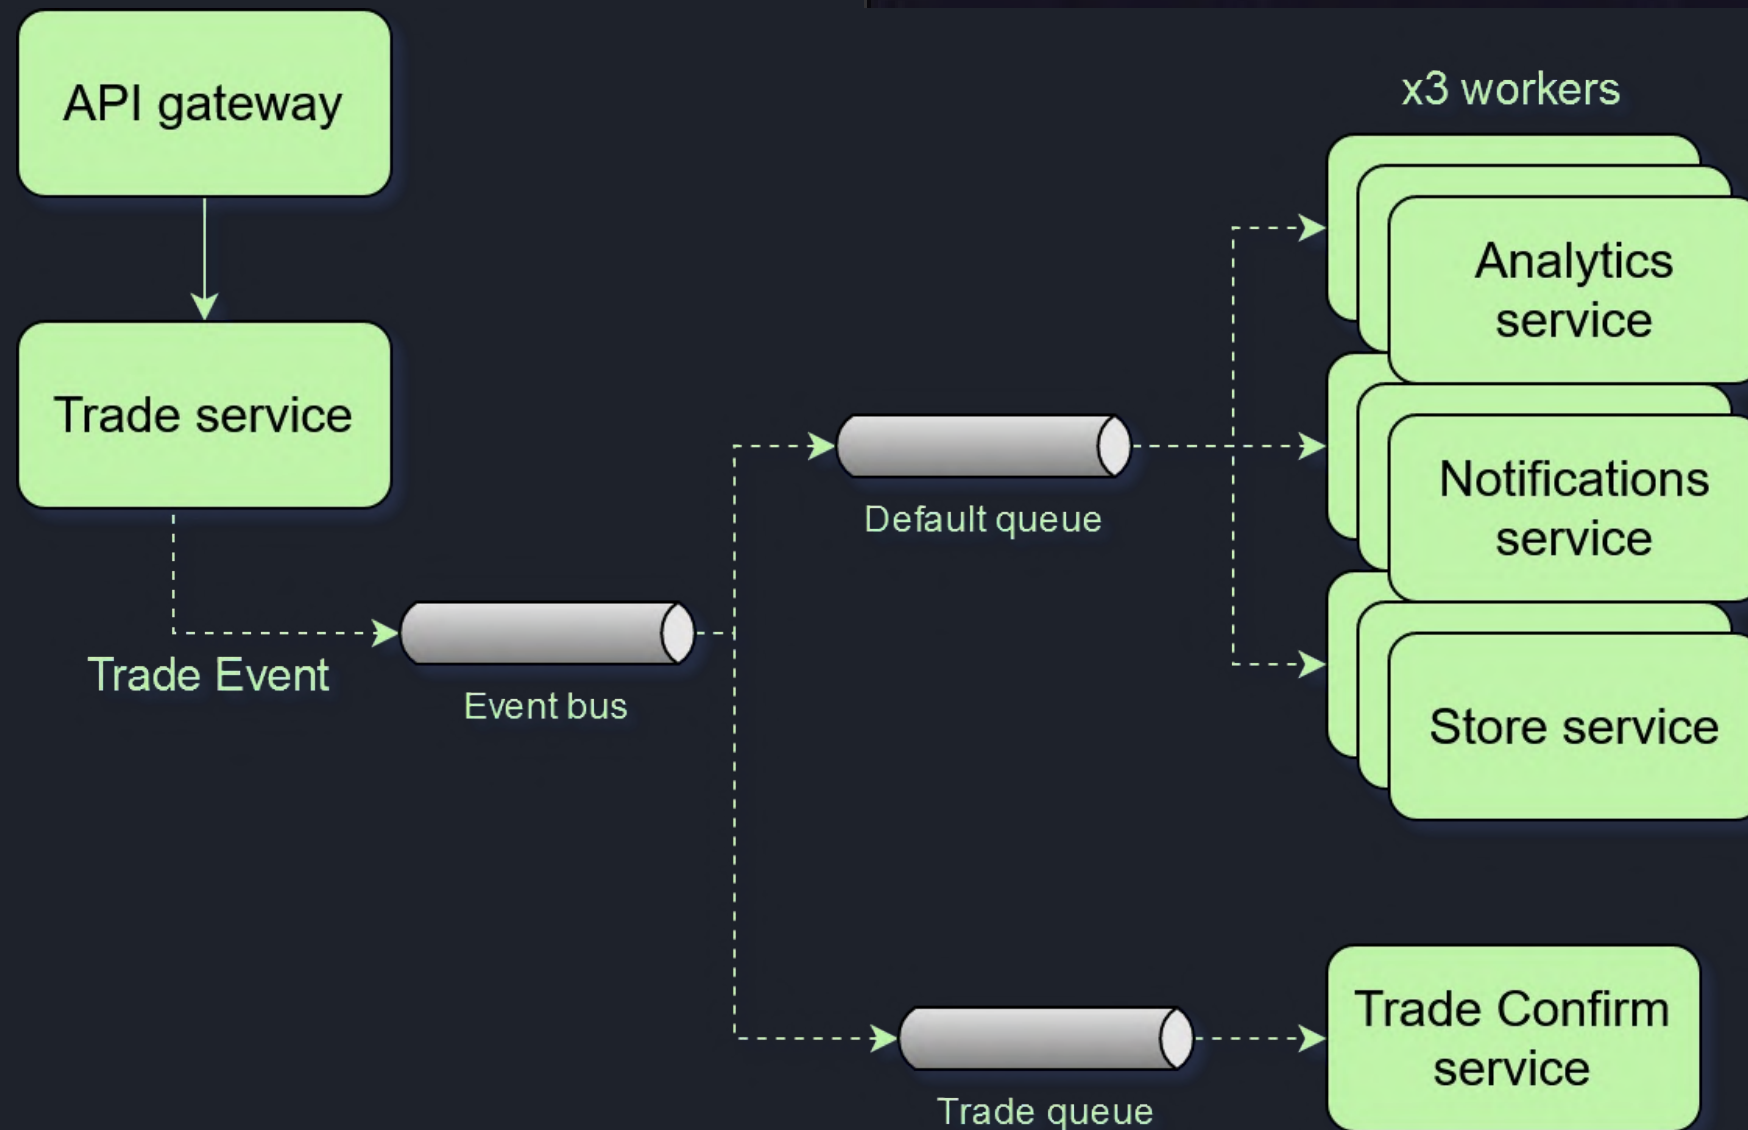 API gateway
x3 workers
Analytics
service
Trade service
Notifications
service
Default queue
Trade Event
Event bus
Store service
Trade Confirm
service
Trade queue